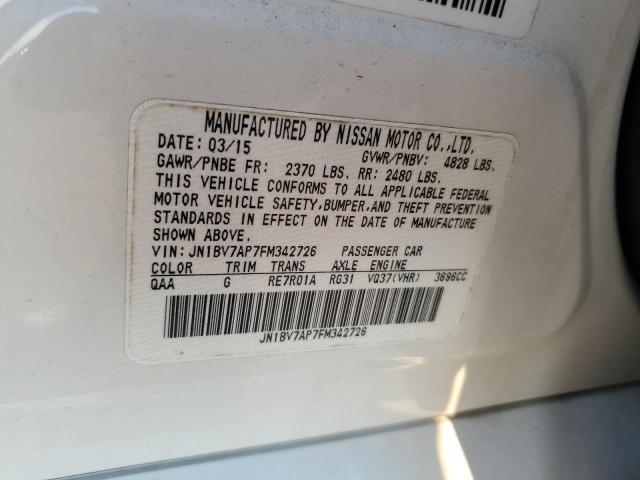 MANUFACTURED BY NISSAN MOTOR CO.,LTD.
DATE: 03/15 GVWR/PNBV: 4828 LBS.
GAWR/PNBE FR: 2370 LBS. RR: 2480 LBS.
THIS VEHICLE CONFORMS TO ALL APPLICABLE FEDERAL
MOTOR VEHICLE SAFETY,BUMPER,AND THEFT PREVENTION
STANDARDS IN EFFECT ON THE DATE OF MANUFACTURE
SHOWN ABOVE.
VIN:JN1BV7AP7FM342726 PASSENGER CAR
COLOR TRIM TRANS AXLE ENGINE
QAA G RE7R01A RG31 VQ37(VHR) 3696CC
JN1BV7AP7FM342726